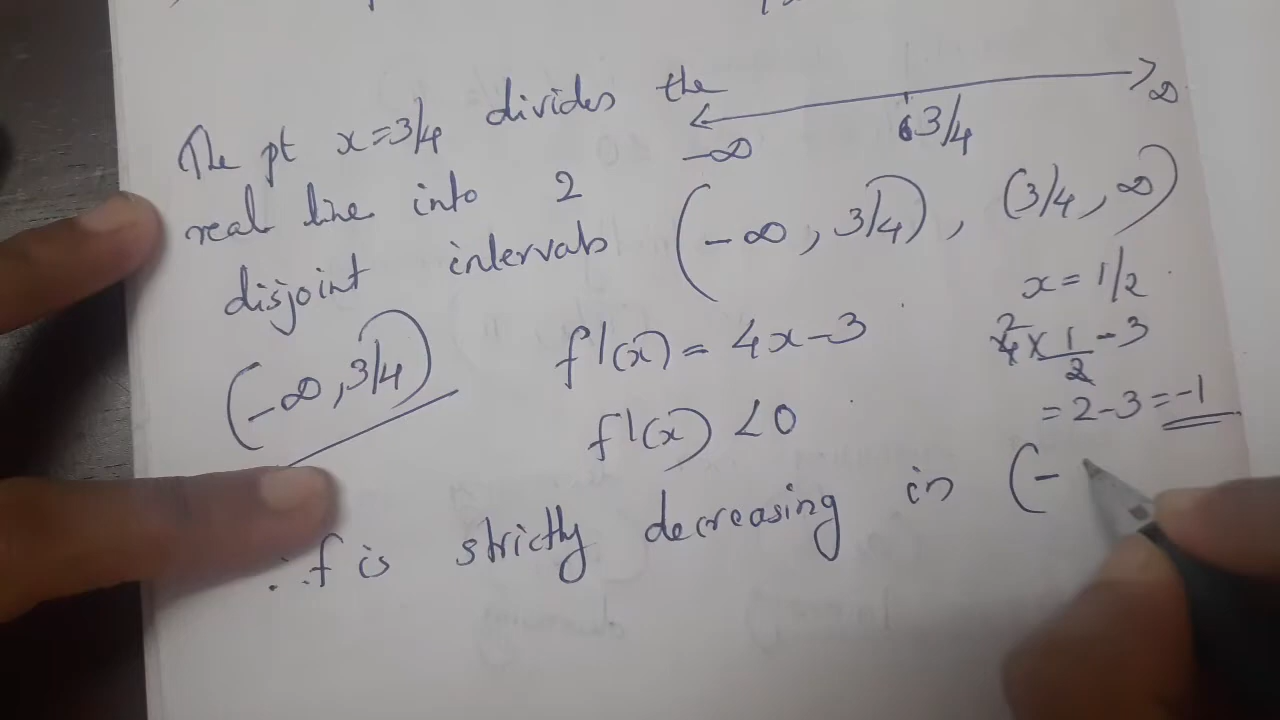 The pt x=3/4 divides the
-∞ 3/4 ∞
real line into 2
disjoint intervals (-∞, 3/4), (3/4, ∞)
x = 1/2
(-∞, 3/4) f'(x) = 4x-3
4 2 × 1/2 - 3
= 2-3 = -1
f'(x) < 0
∴ f is strictly decreasing in (-